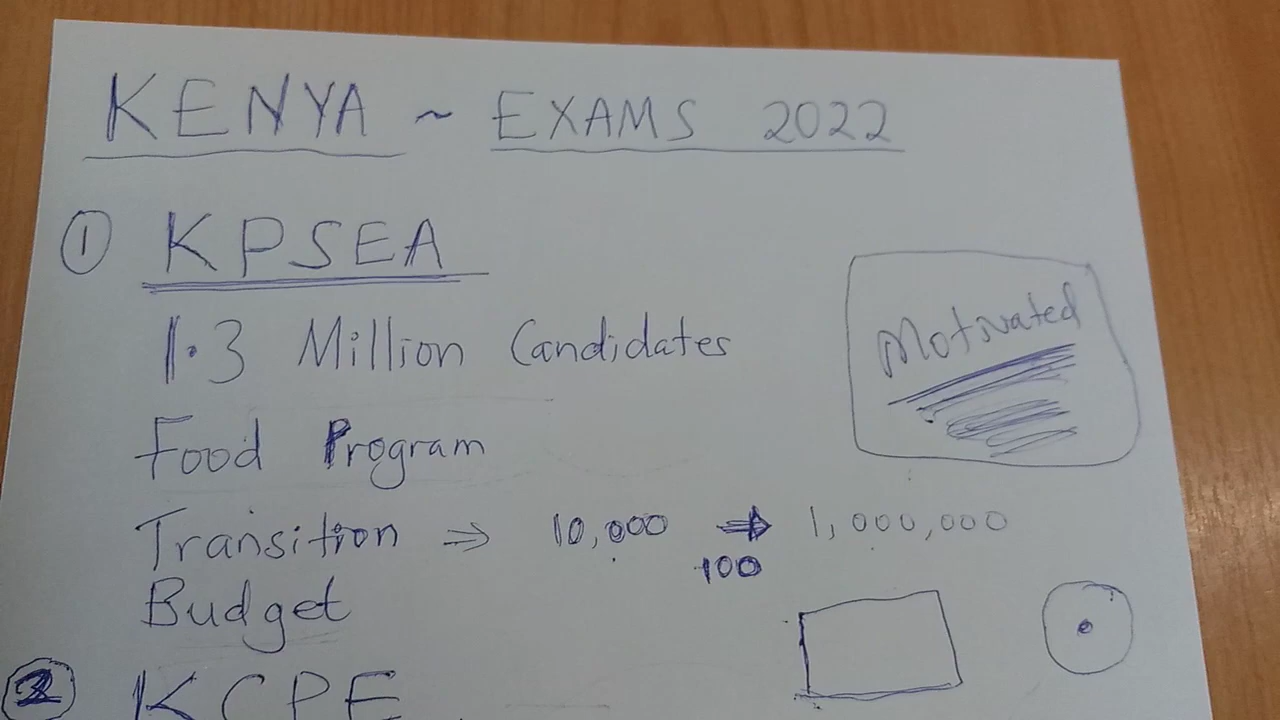 KENYA ~ EXAMS 2022
① KPSEA
1.3 Million Candidates
Motivated
Food Program
Transition ⇒ 10,000 ⇒ 1,000,000
100
Budget
② KCPE